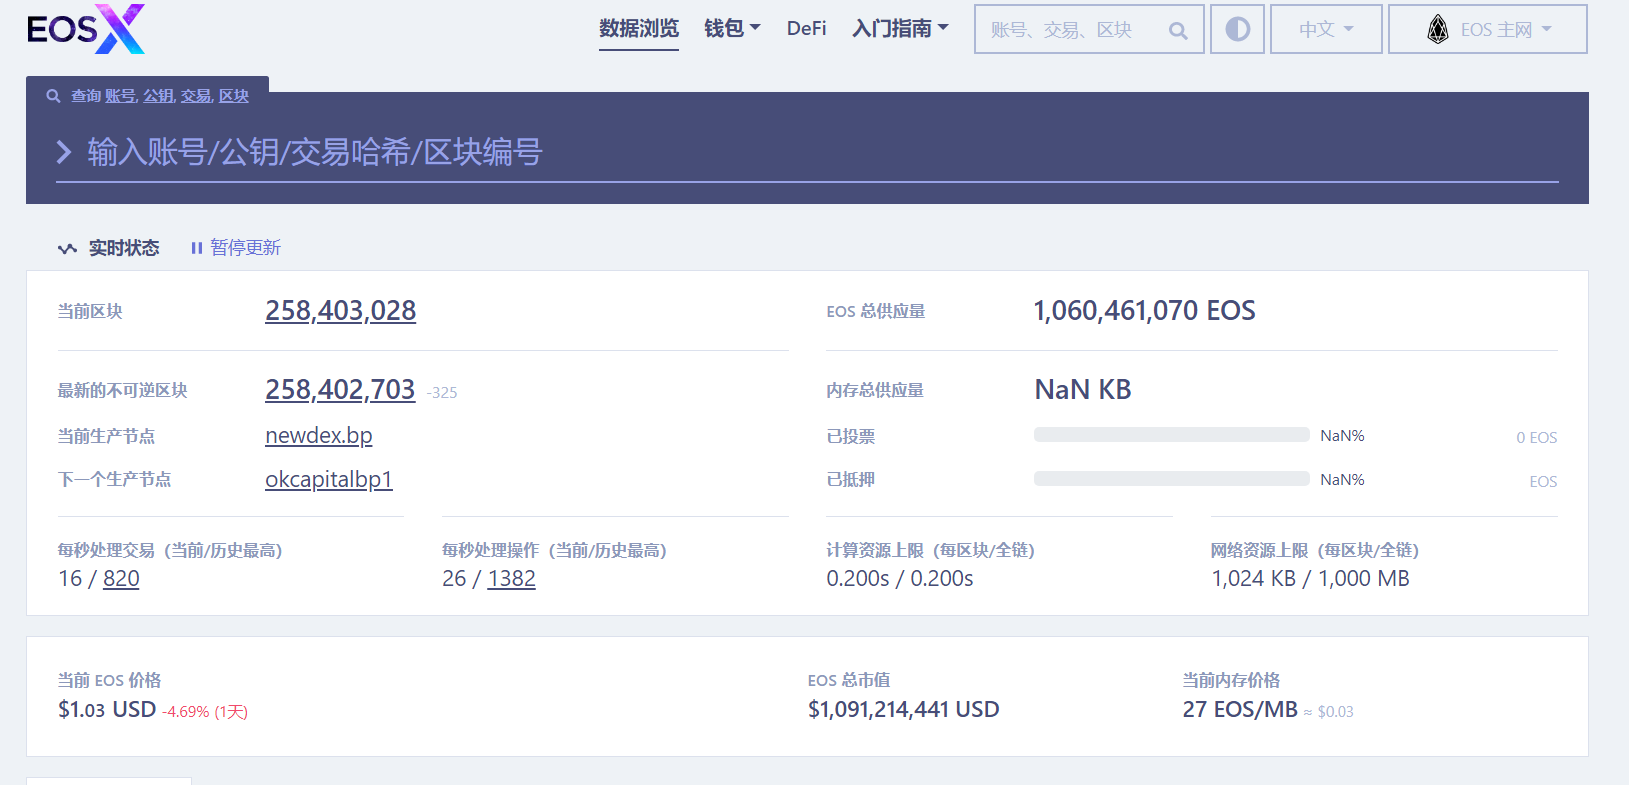 EOSX
数据浏览 钱包 DeFi 入门指南 账号、交易、区块 中文 EOS 主网
查询 账号, 公钥, 交易, 区块
输入账号/公钥/交易哈希/区块编号
实时状态 暂停更新
当前区块 258,403,028 EOS 总供应量 1,060,461,070 EOS
最新的不可逆区块 258,402,703 -325 内存总供应量 NaN KB
当前生产节点 newdex.bp 已投票 NaN% 0 EOS
下一个生产节点 okcapitalbp1 已抵押 NaN% EOS
每秒处理交易（当前/历史最高） 每秒处理操作（当前/历史最高） 计算资源上限（每区块/全链） 网络资源上限（每区块/全链）
16 / 820 26 / 1382 0.200s / 0.200s 1,024 KB / 1,000 MB
当前 EOS 价格 EOS 总市值 当前内存价格
$1.03 USD -4.69% (1天) $1,091,214,441 USD 27 EOS/MB ≈ $0.03